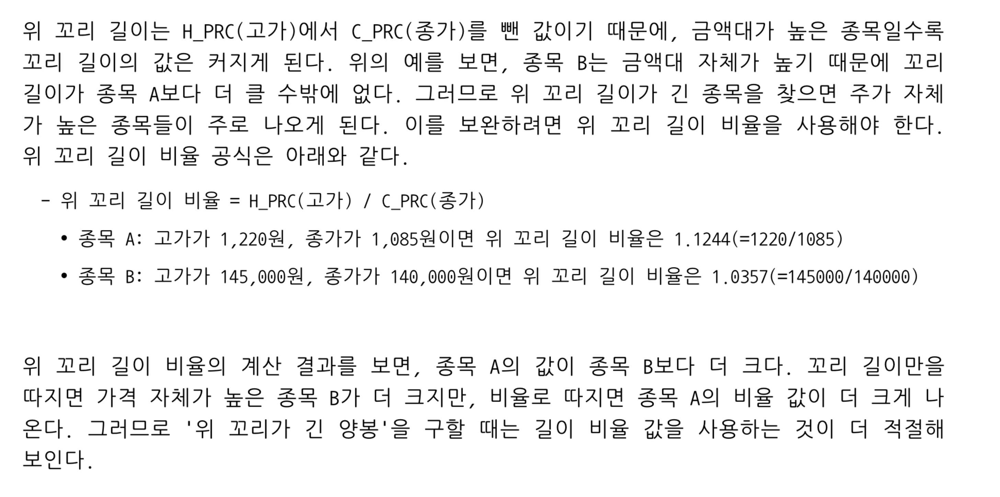 위 꼬리 길이는 H_PRC(고가)에서 C_PRC(종가)를 뺀 값이기 때문에, 금액대가 높은 종목일수록
꼬리 길이의 값은 커지게 된다. 위의 예를 보면, 종목 B는 금액대 자체가 높기 때문에 꼬리
길이가 종목 A보다 더 클 수밖에 없다. 그러므로 위 꼬리 길이가 긴 종목을 찾으면 주가 자체
가 높은 종목들이 주로 나오게 된다. 이를 보완하려면 위 꼬리 길이 비율을 사용해야 한다.
위 꼬리 길이 비율 공식은 아래와 같다.
- 위 꼬리 길이 비율 = H_PRC(고가) / C_PRC(종가)
• 종목 A: 고가가 1,220원, 종가가 1,085원이면 위 꼬리 길이 비율은 1.1244(=1220/1085)
• 종목 B: 고가가 145,000원, 종가가 140,000원이면 위 꼬리 길이 비율은 1.0357(=145000/140000)
위 꼬리 길이 비율의 계산 결과를 보면, 종목 A의 값이 종목 B보다 더 크다. 꼬리 길이만을
따지면 가격 자체가 높은 종목 B가 더 크지만, 비율로 따지면 종목 A의 비율 값이 더 크게 나
온다. 그러므로 '위 꼬리가 긴 양봉'을 구할 때는 길이 비율 값을 사용하는 것이 더 적절해
보인다.